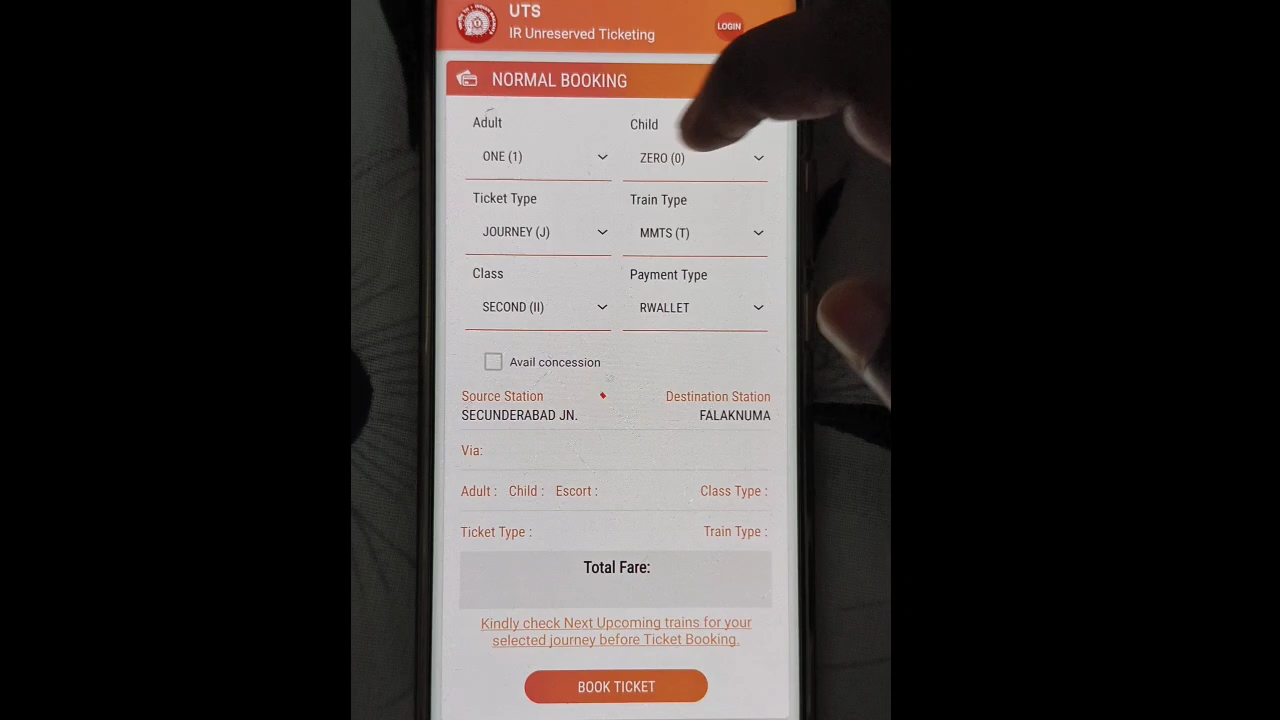 UTS
IR Unreserved Ticketing
LOGIN
NORMAL BOOKING
Adult
Child
ONE (1)
ZERO (0)
Ticket Type
Train Type
JOURNEY (J)
MMTS (T)
Class
Payment Type
SECOND (II)
RWALLET
Avail concession
Source Station
Destination Station
SECUNDERABAD JN.
FALAKNUMA
Via:
Adult : Child : Escort :
Class Type :
Ticket Type :
Train Type :
Total Fare:
Kindly check Next Upcoming trains for your
selected journey before Ticket Booking.
BOOK TICKET